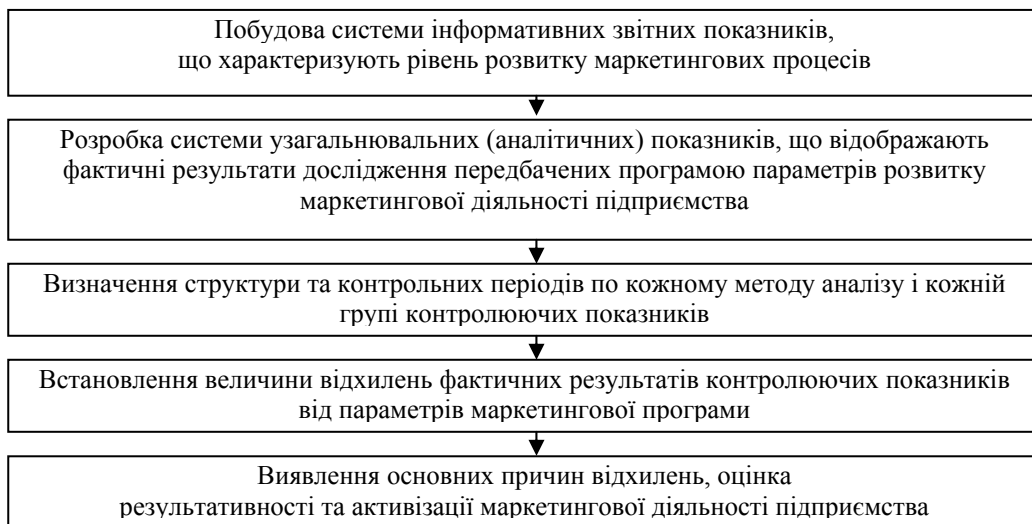 Побудова системи інформативних звітних показників,
що характеризують рівень розвитку маркетингових процесів
Розробка системи узагальнювальних (аналітичних) показників, що відображають
фактичні результати дослідження передбачених програмою параметрів розвитку
маркетингової діяльності підприємства
Визначення структури та контрольних періодів по кожному методу аналізу і кожній
групі контролюючих показників
Встановлення величини відхилень фактичних результатів контролюючих показників
від параметрів маркетингової програми
Виявлення основних причин відхилень, оцінка
результативності та активізації маркетингової діяльності підприємства